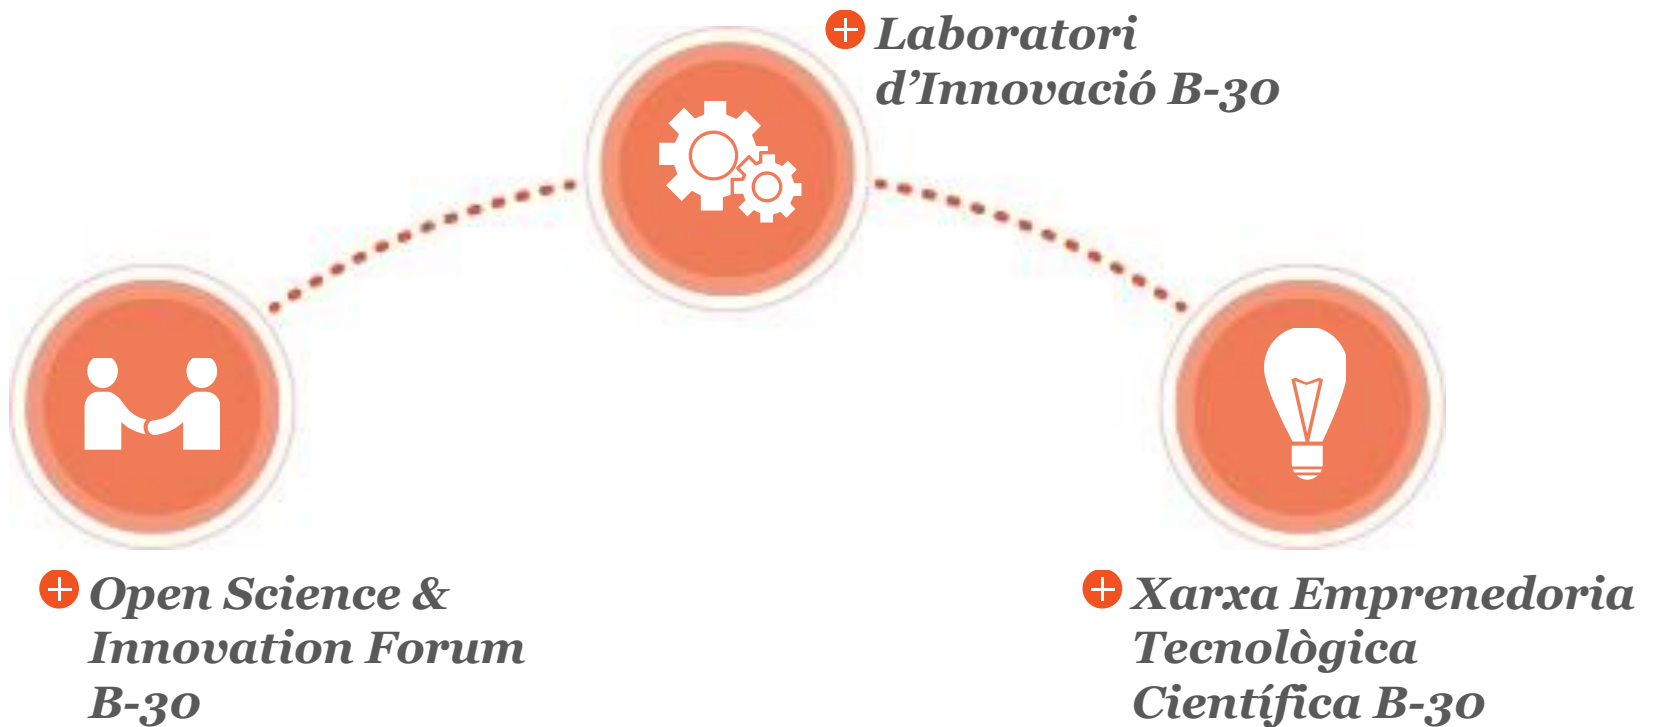 Laboratori
d’Innovació B-30
Open Science &
Innovation Forum
B-30
Xarxa Emprenedoria
Tecnològica
Científica B-30